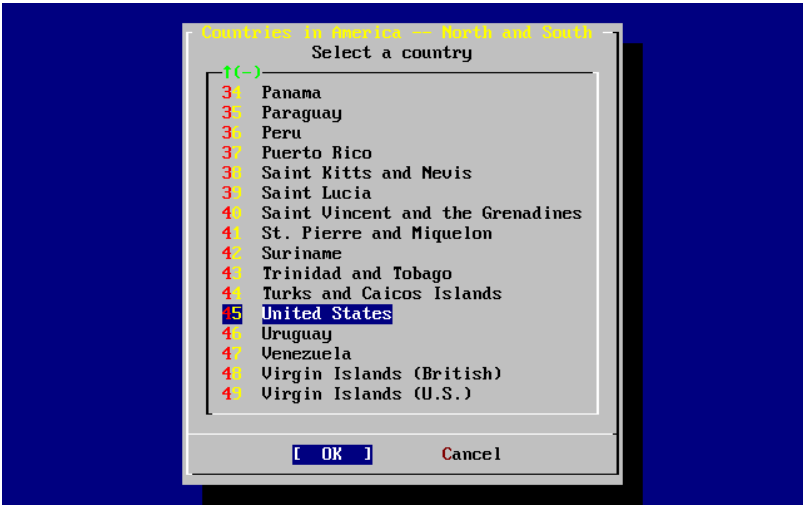 Countries in America -- North and South
Select a country
↑(-)
34 Panama
35 Paraguay
36 Peru
37 Puerto Rico
38 Saint Kitts and Nevis
39 Saint Lucia
40 Saint Vincent and the Grenadines
41 St. Pierre and Miquelon
42 Suriname
43 Trinidad and Tobago
44 Turks and Caicos Islands
45 United States
46 Uruguay
47 Venezuela
48 Virgin Islands (British)
49 Virgin Islands (U.S.)
[ OK ] Cancel